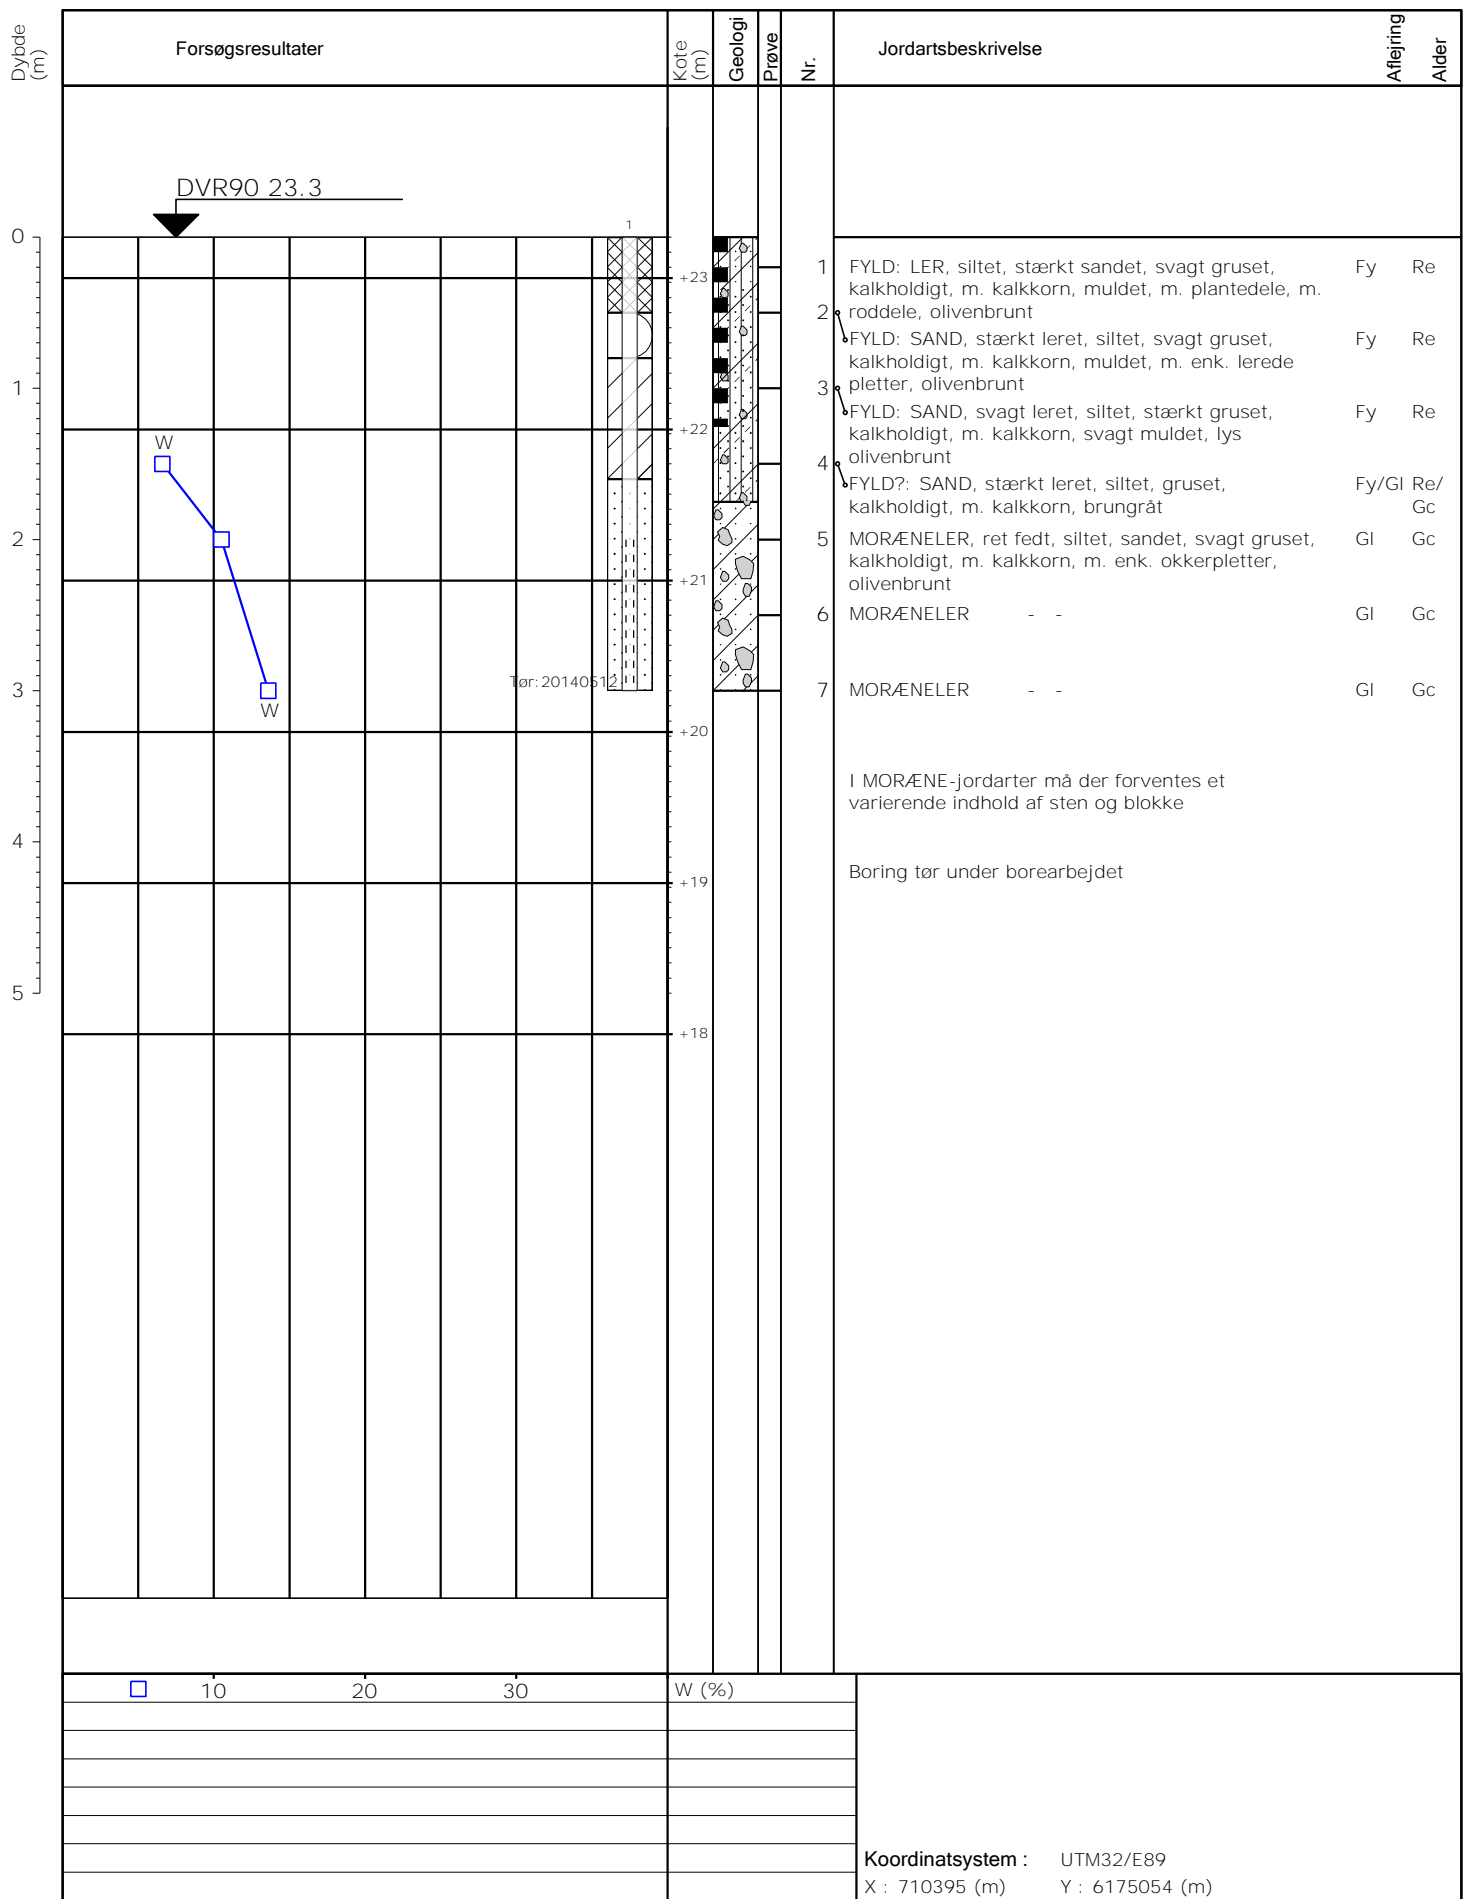 Dybde
(m)
Forsøgsresultater
Kote
(m)
Geologi
Prøve
Nr.
Jordartsbeskrivelse
Aflejring
Alder
DVR90 23.3
1
0
1
2
3
4
5
W
W
Tør:20140512
+23
+22
+21
+20
+19
+18
1 FYLD: LER, siltet, stærkt sandet, svagt gruset, Fy Re
kalkholdigt, m. kalkkorn, muldet, m. plantedele, m.
roddele, olivenbrunt
2 FYLD: SAND, stærkt leret, siltet, svagt gruset, Fy Re
kalkholdigt, m. kalkkorn, muldet, m. enk. lerede
pletter, olivenbrunt
3 FYLD: SAND, svagt leret, siltet, stærkt gruset, Fy Re
kalkholdigt, m. kalkkorn, svagt muldet, lys
olivenbrunt
4 FYLD?: SAND, stærkt leret, siltet, gruset, Fy/Gl Re/
kalkholdigt, m. kalkkorn, brungråt Gc
5 MORÆNELER, ret fedt, siltet, sandet, svagt gruset, Gl Gc
kalkholdigt, m. kalkkorn, m. enk. okkerpletter,
olivenbrunt
6 MORÆNELER - - Gl Gc
7 MORÆNELER - - Gl Gc
I MORÆNE-jordarter må der forventes et
varierende indhold af sten og blokke
Boring tør under borearbejdet
10 20 30 W (%)
Koordinatsystem : UTM32/E89
X : 710395 (m) Y : 6175054 (m)